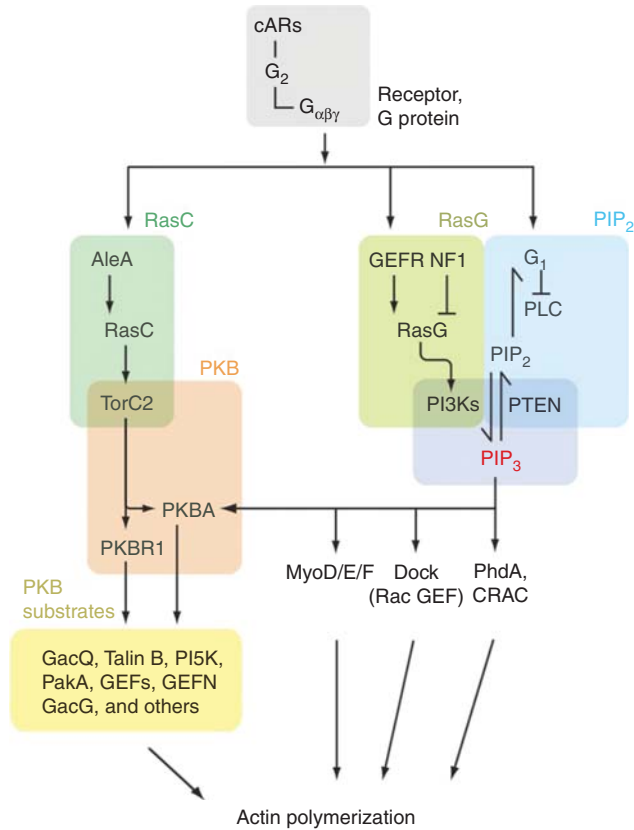 cARs
G₂
Gαβγ
Receptor,
G protein
RasC
RasG
PIP₂
AleA
GEFR NF1
G₁
PLC
RasC
RasG
PIP₂
PKB
TorC2
PI3Ks
PTEN
PIP₃
PKBA
PKBR1
MyoD/E/F
Dock
(Rac GEF)
PhdA,
CRAC
PKB
substrates
GacQ, Talin B, PI5K,
PakA, GEFs, GEFN
GacG, and others
Actin polymerization